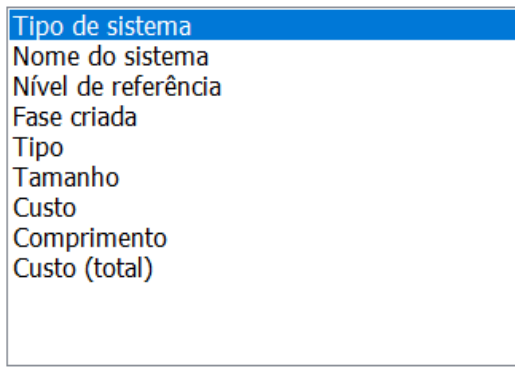 Tipo de sistema
Nome do sistema
Nível de referência
Fase criada
Tipo
Tamanho
Custo
Comprimento
Custo (total)